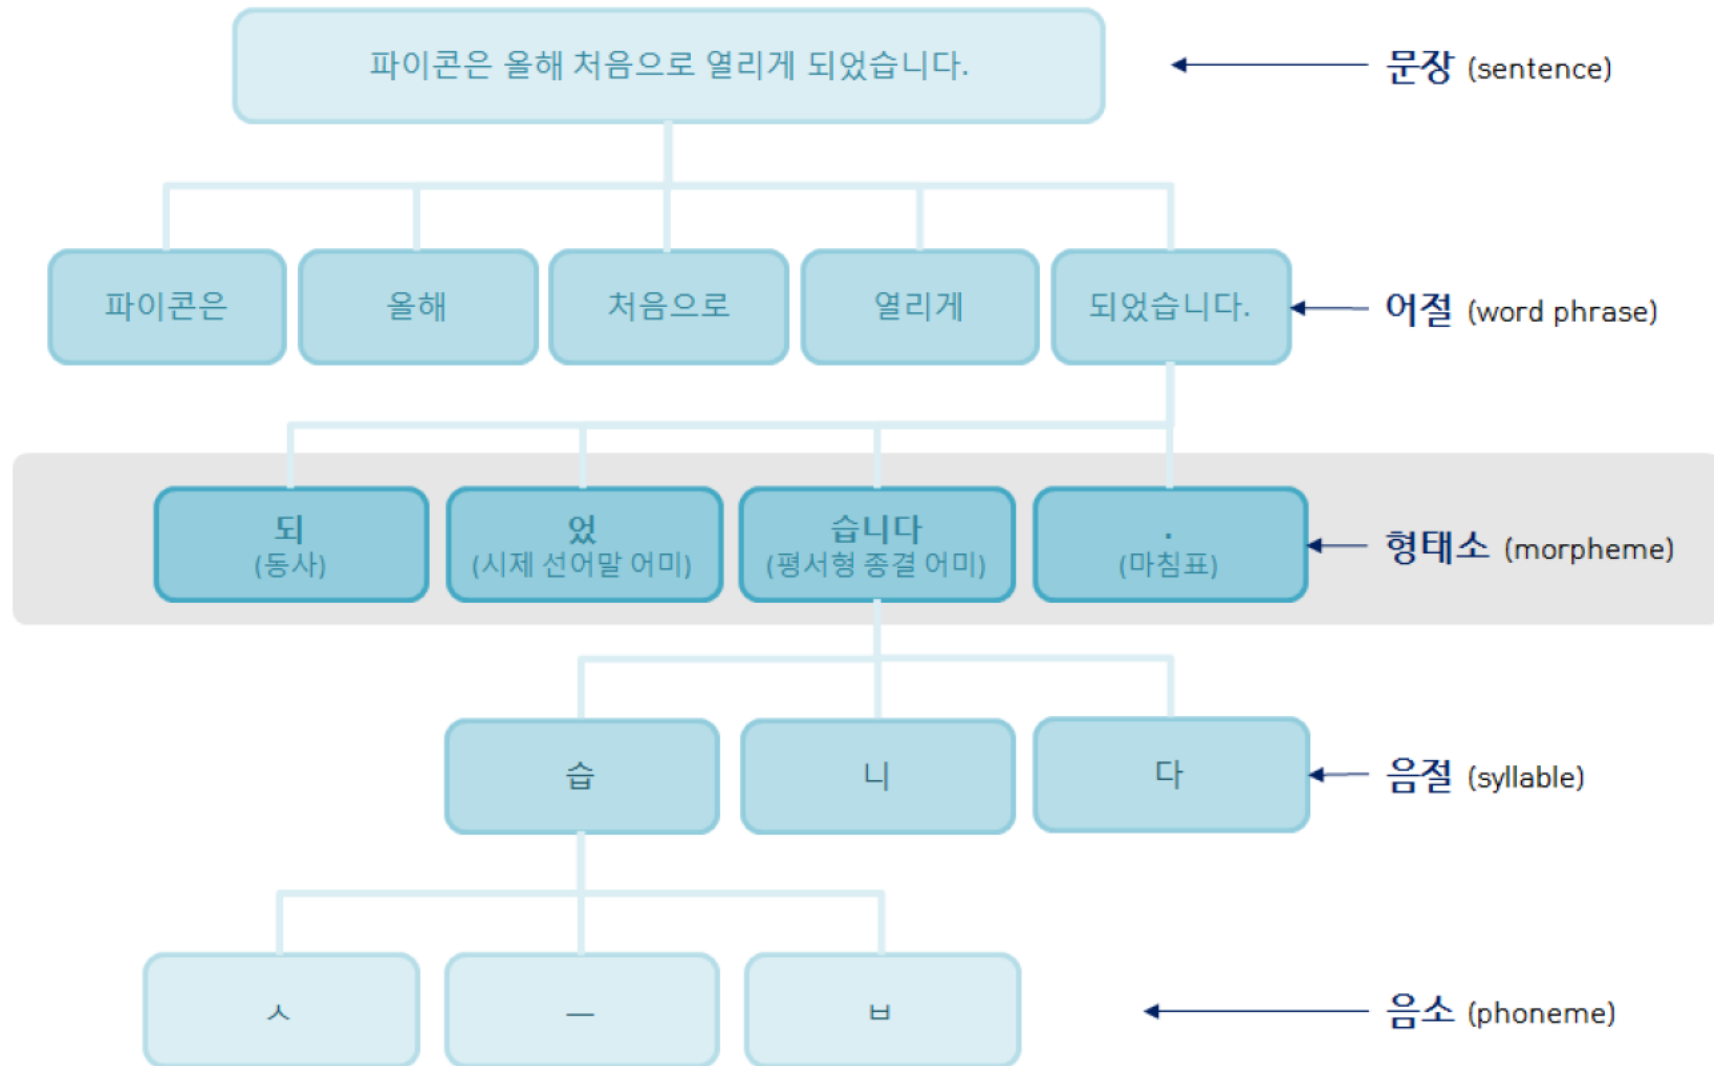 파이콘은 올해 처음으로 열리게 되었습니다.
문장 (sentence)
파이콘은
올해
처음으로
열리게
되었습니다.
어절 (word phrase)
되
(동사)
었
(시제 선어말 어미)
습니다
(평서형 종결 어미)
.
(마침표)
형태소 (morpheme)
습
니
다
음절 (syllable)
ㅅ
ㅡ
ㅂ
음소 (phoneme)